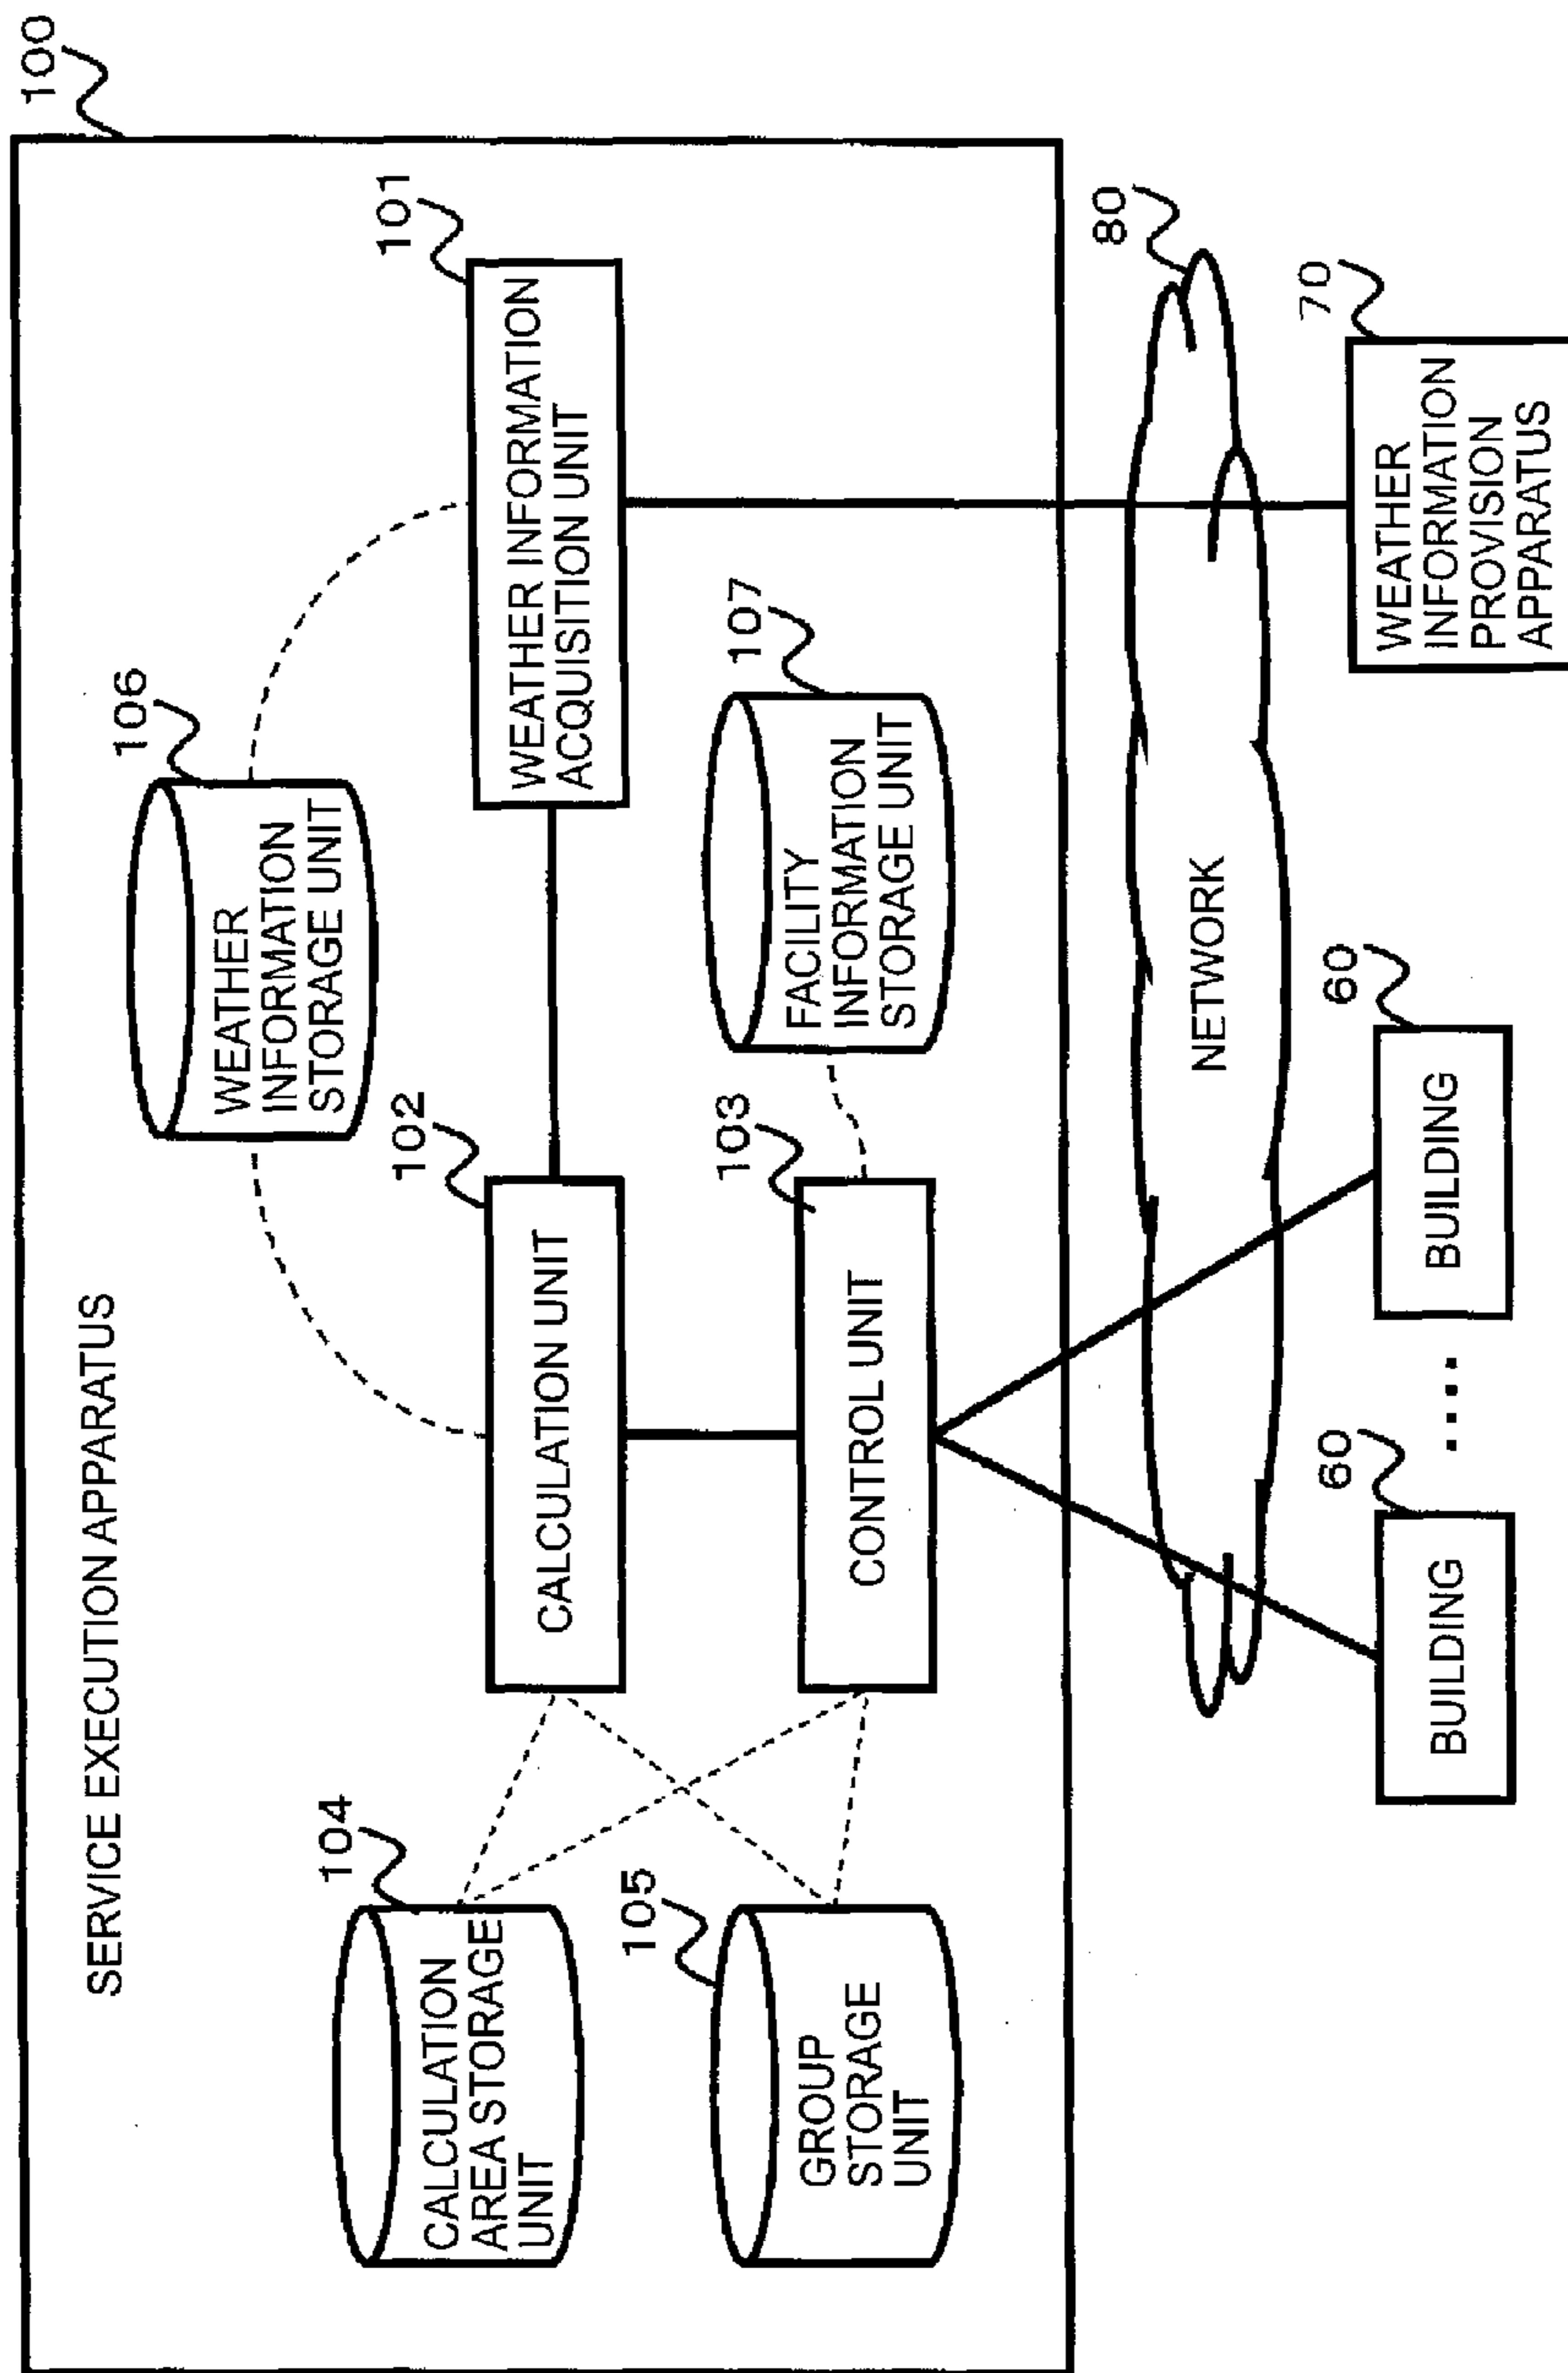 100
SERVICE EXECUTION APPARATUS
106
WEATHER
INFORMATION
STORAGE UNIT
104
CALCULATION
AREA STORAGE
UNIT
102
CALCULATION UNIT
101
WEATHER INFORMATION
ACQUISITION UNIT
105
GROUP
STORAGE
UNIT
103
CONTROL UNIT
107
FACILITY
INFORMATION
STORAGE UNIT
80
NETWORK
60
BUILDING
....
60
BUILDING
70
WEATHER
INFORMATION
PROVISION
APPARATUS